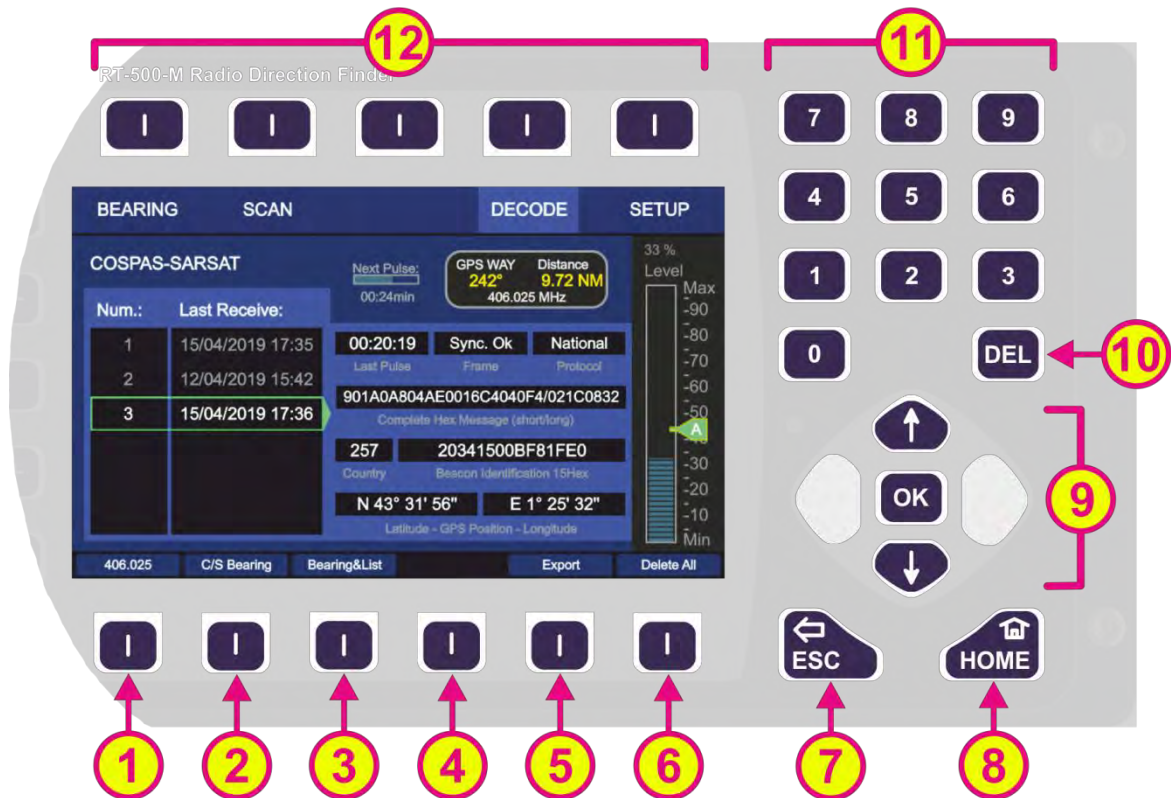 12
11
RT-500-M Radio Direction Finder
7 8 9
4 5 6
1 2 3
0 DEL
10
BEARING SCAN DECODE SETUP
COSPAS-SARSAT
Next Pulse:
00:24min
GPS WAY Distance
242° 9.72 NM
406.025 MHz
33 %
Level
Max
-90
-80
-70
-60
-50
A
-40
-30
-20
-10
Min
Num.: Last Receive:
1 15/04/2019 17:35
2 12/04/2019 15:42
3 15/04/2019 17:36
00:20:19 Sync. Ok National
Last Pulse Frame Protocol
901A0A804AE0016C4040F4/021C0832
Complete Hex Message (short/long)
257 20341500BF81FE0
Country Beacon Identification 15Hex
N 43° 31' 56" E 1° 25' 32"
Latitude - GPS Position - Longitude
406.025 C/S Bearing Bearing&List Export Delete All
OK
9
ESC HOME
1 2 3 4 5 6 7 8